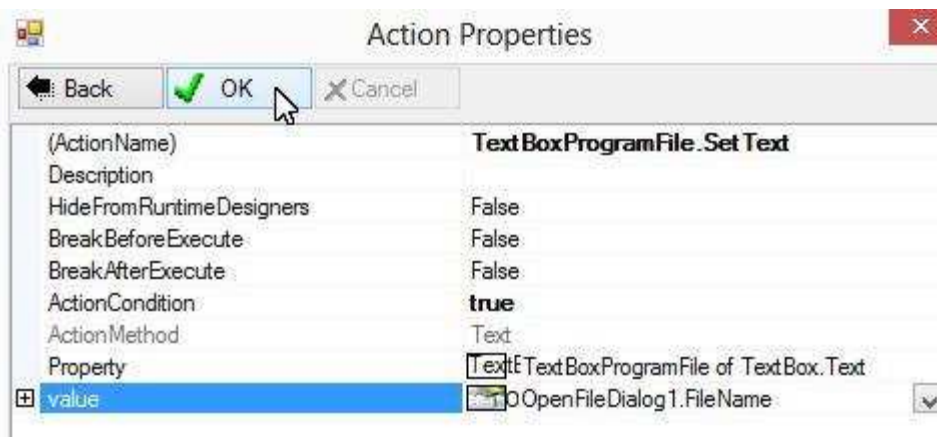 Action Properties
Back OK Cancel
(ActionName) TextBoxProgramFile.SetText
Description
HideFromRuntimeDesigners False
BreakBeforeExecute False
BreakAfterExecute False
ActionCondition true
ActionMethod Text
Property TextE TextBoxProgramFile of TextBox.Text
value O OpenFileDialog1.FileName